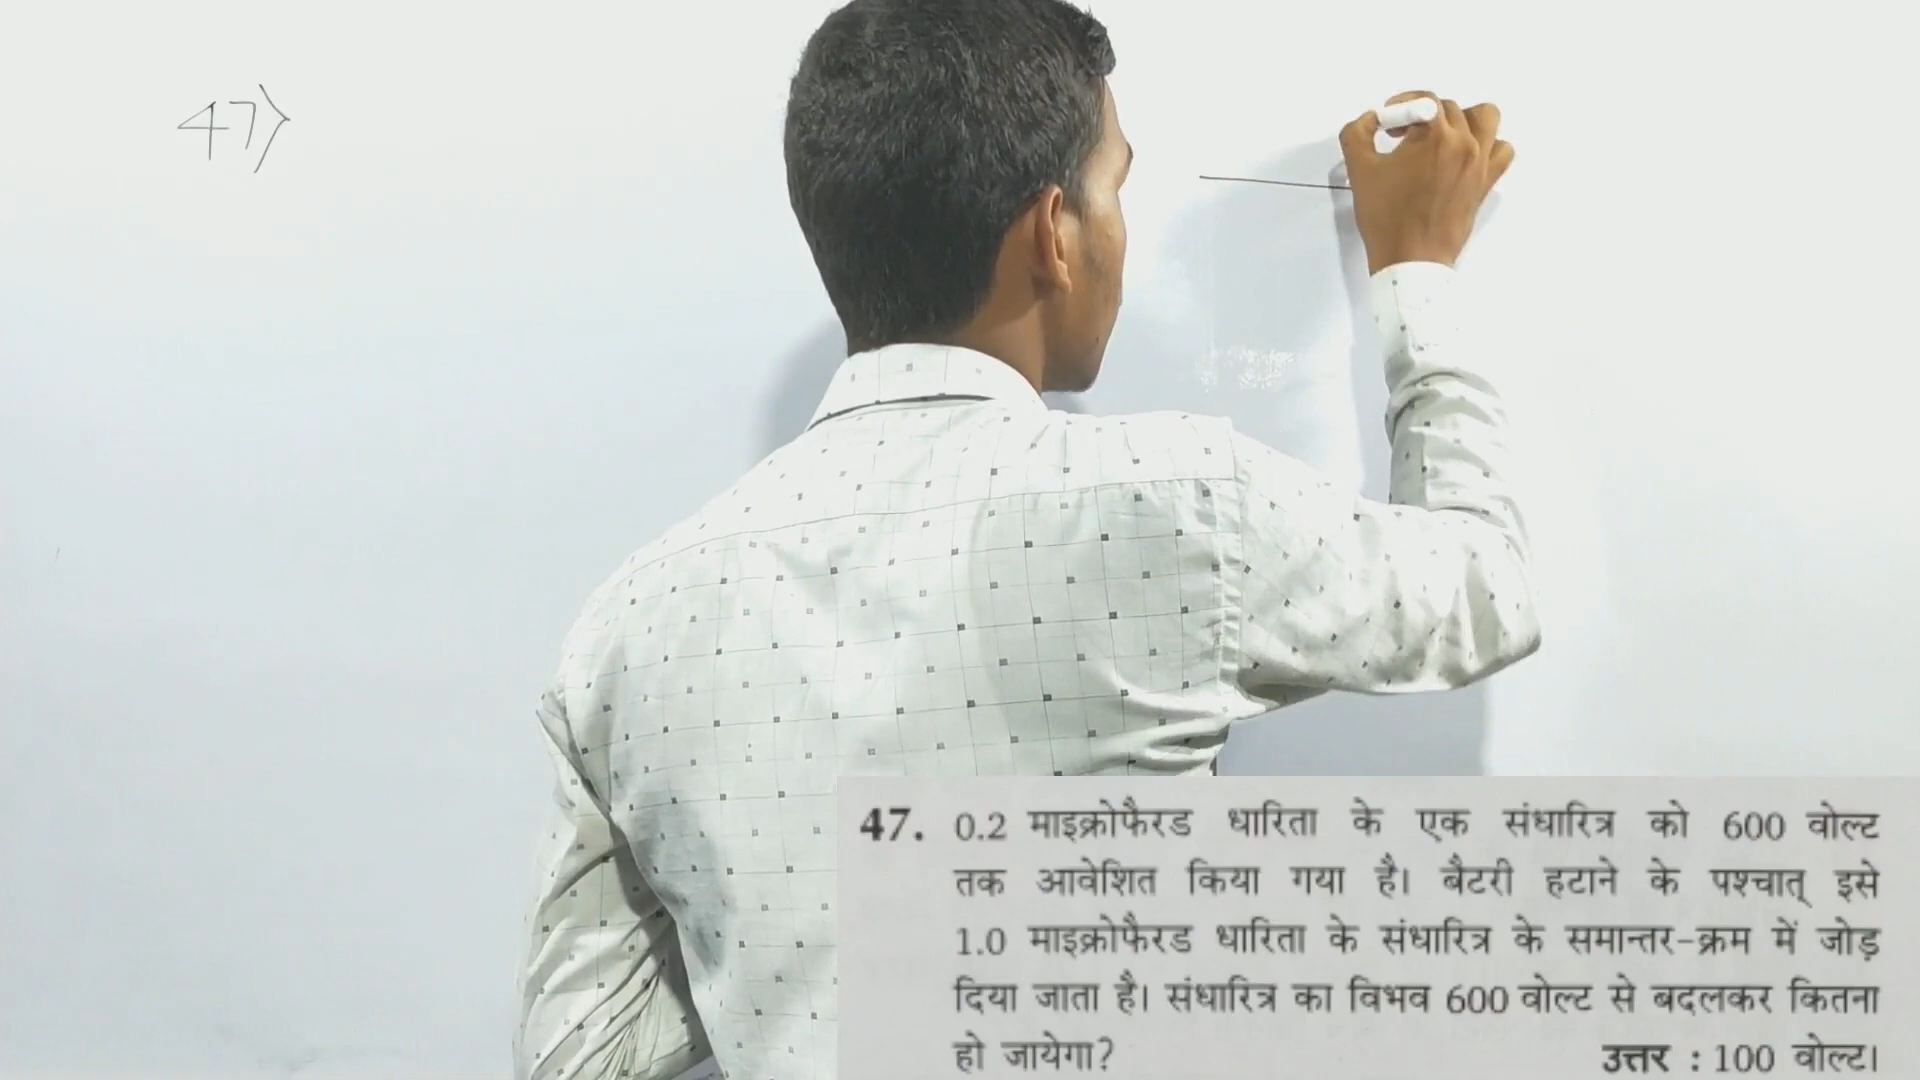 47)
47. 0.2 माइक्रोफैरड धारिता के एक संधारित्र को 600 वोल्ट
तक आवेशित किया गया है। बैटरी हटाने के पश्चात् इसे
1.0 माइक्रोफैरड धारिता के संधारित्र के समान्तर-क्रम में जोड़
दिया जाता है। संधारित्र का विभव 600 वोल्ट से बदलकर कितना
हो जायेगा? उत्तर : 100 वोल्ट।